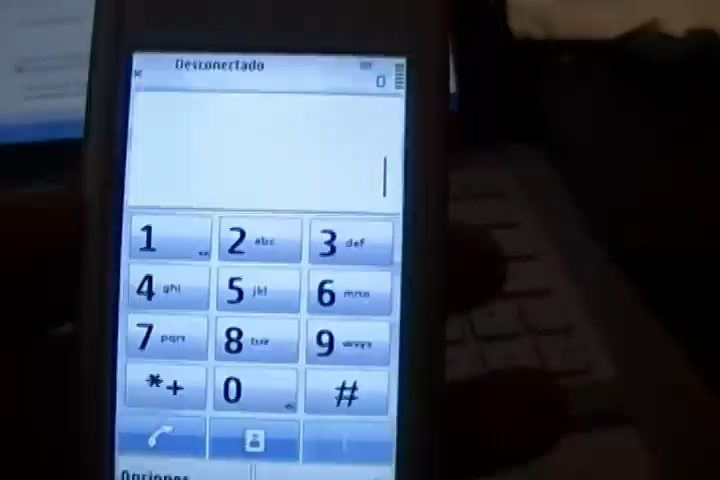 Desconectado
0
1
2 abc
3 def
4 ghi
5 jkl
6 mno
7 pqrs
8 tuv
9 wxyz
*+
0
#
Opciones